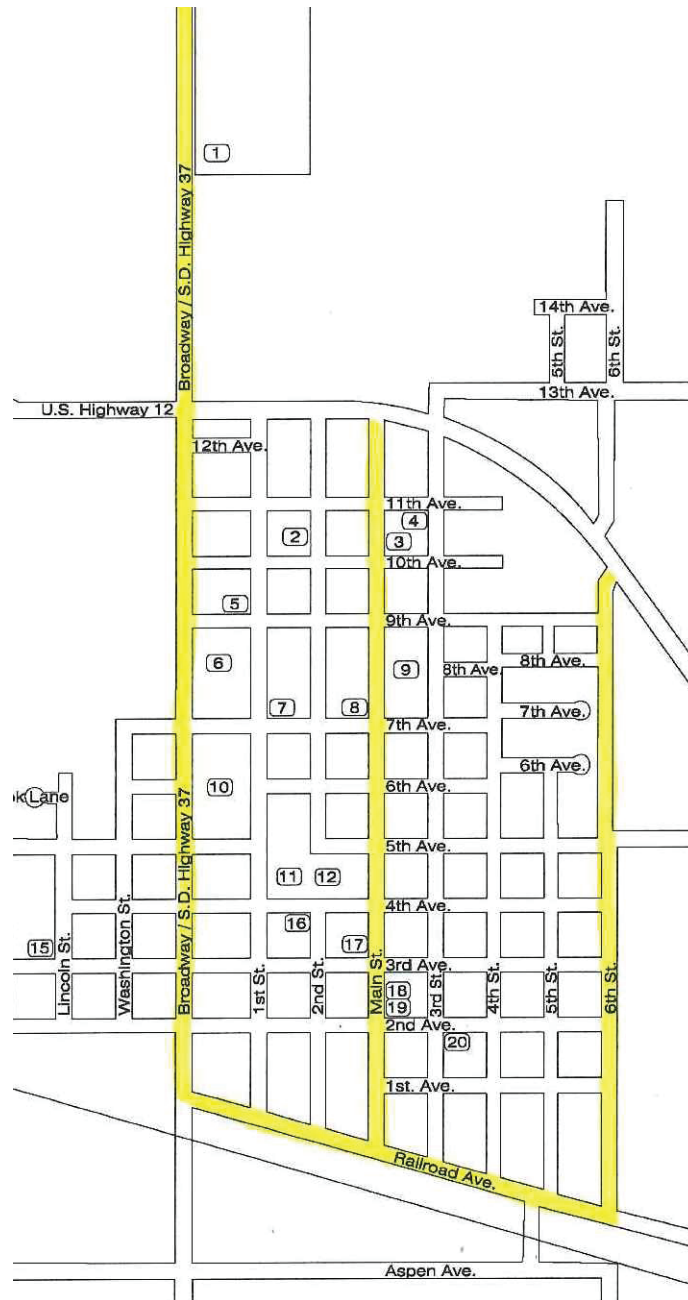 1
Broadway / S.D. Highway 37
14th Ave.
5th St.
6th St.
13th Ave.
U.S. Highway 12
12th Ave.
11th Ave.
4
2
3
10th Ave.
5
9th Ave.
6
9
8th Ave.
8th Ave.
7
8
7th Ave.
7th Ave.
6th Ave.
10
6th Ave.
k Lane
Broadway / S.D. Highway 37
5th Ave.
11
12
4th Ave.
16
15
17
3rd Ave.
Lincoln St.
Washington St.
1st St.
2nd St.
Main St.
18
3rd St.
4th St.
5th St.
6th St.
19
2nd Ave.
20
1st. Ave.
Railroad Ave.
Aspen Ave.